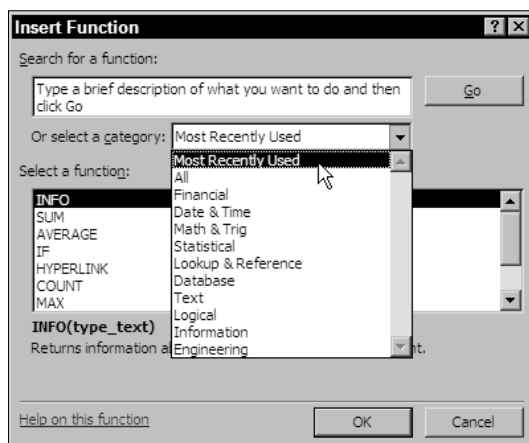 Insert Function
Search for a function:
Type a brief description of what you want to do and then
click Go
Go
Or select a category: Most Recently Used
Most Recently Used
All
Financial
Date & Time
Math & Trig
Statistical
Lookup & Reference
Database
Text
Logical
Information
Engineering
Select a function:
INFO
SUM
AVERAGE
IF
HYPERLINK
COUNT
MAX
INFO(type_text)
Returns information
Help on this function
OK
Cancel